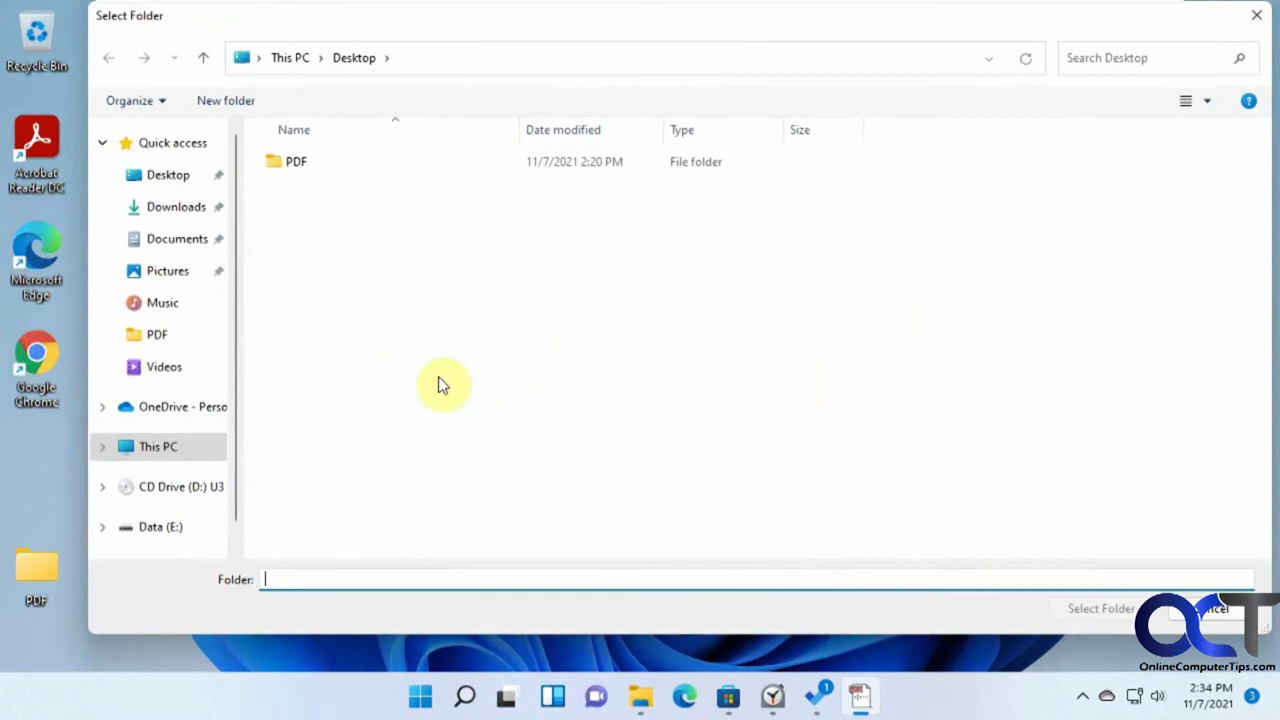 Select Folder
Recycle Bin
This PC > Desktop >
Search Desktop
Organize
New folder
Name
Date modified
Type
Size
PDF
11/7/2021 2:20 PM
File folder
Acrobat
Reader DC
Microsoft
Edge
Google
Chrome
PDF
Quick access
Desktop
Downloads
Documents
Pictures
Music
PDF
Videos
OneDrive - Perso
This PC
CD Drive (D:) U3
Data (E:)
Folder:
Select Folder
OCT
OnlineComputerTips.com
1
2:34 PM
11/7/2021
3